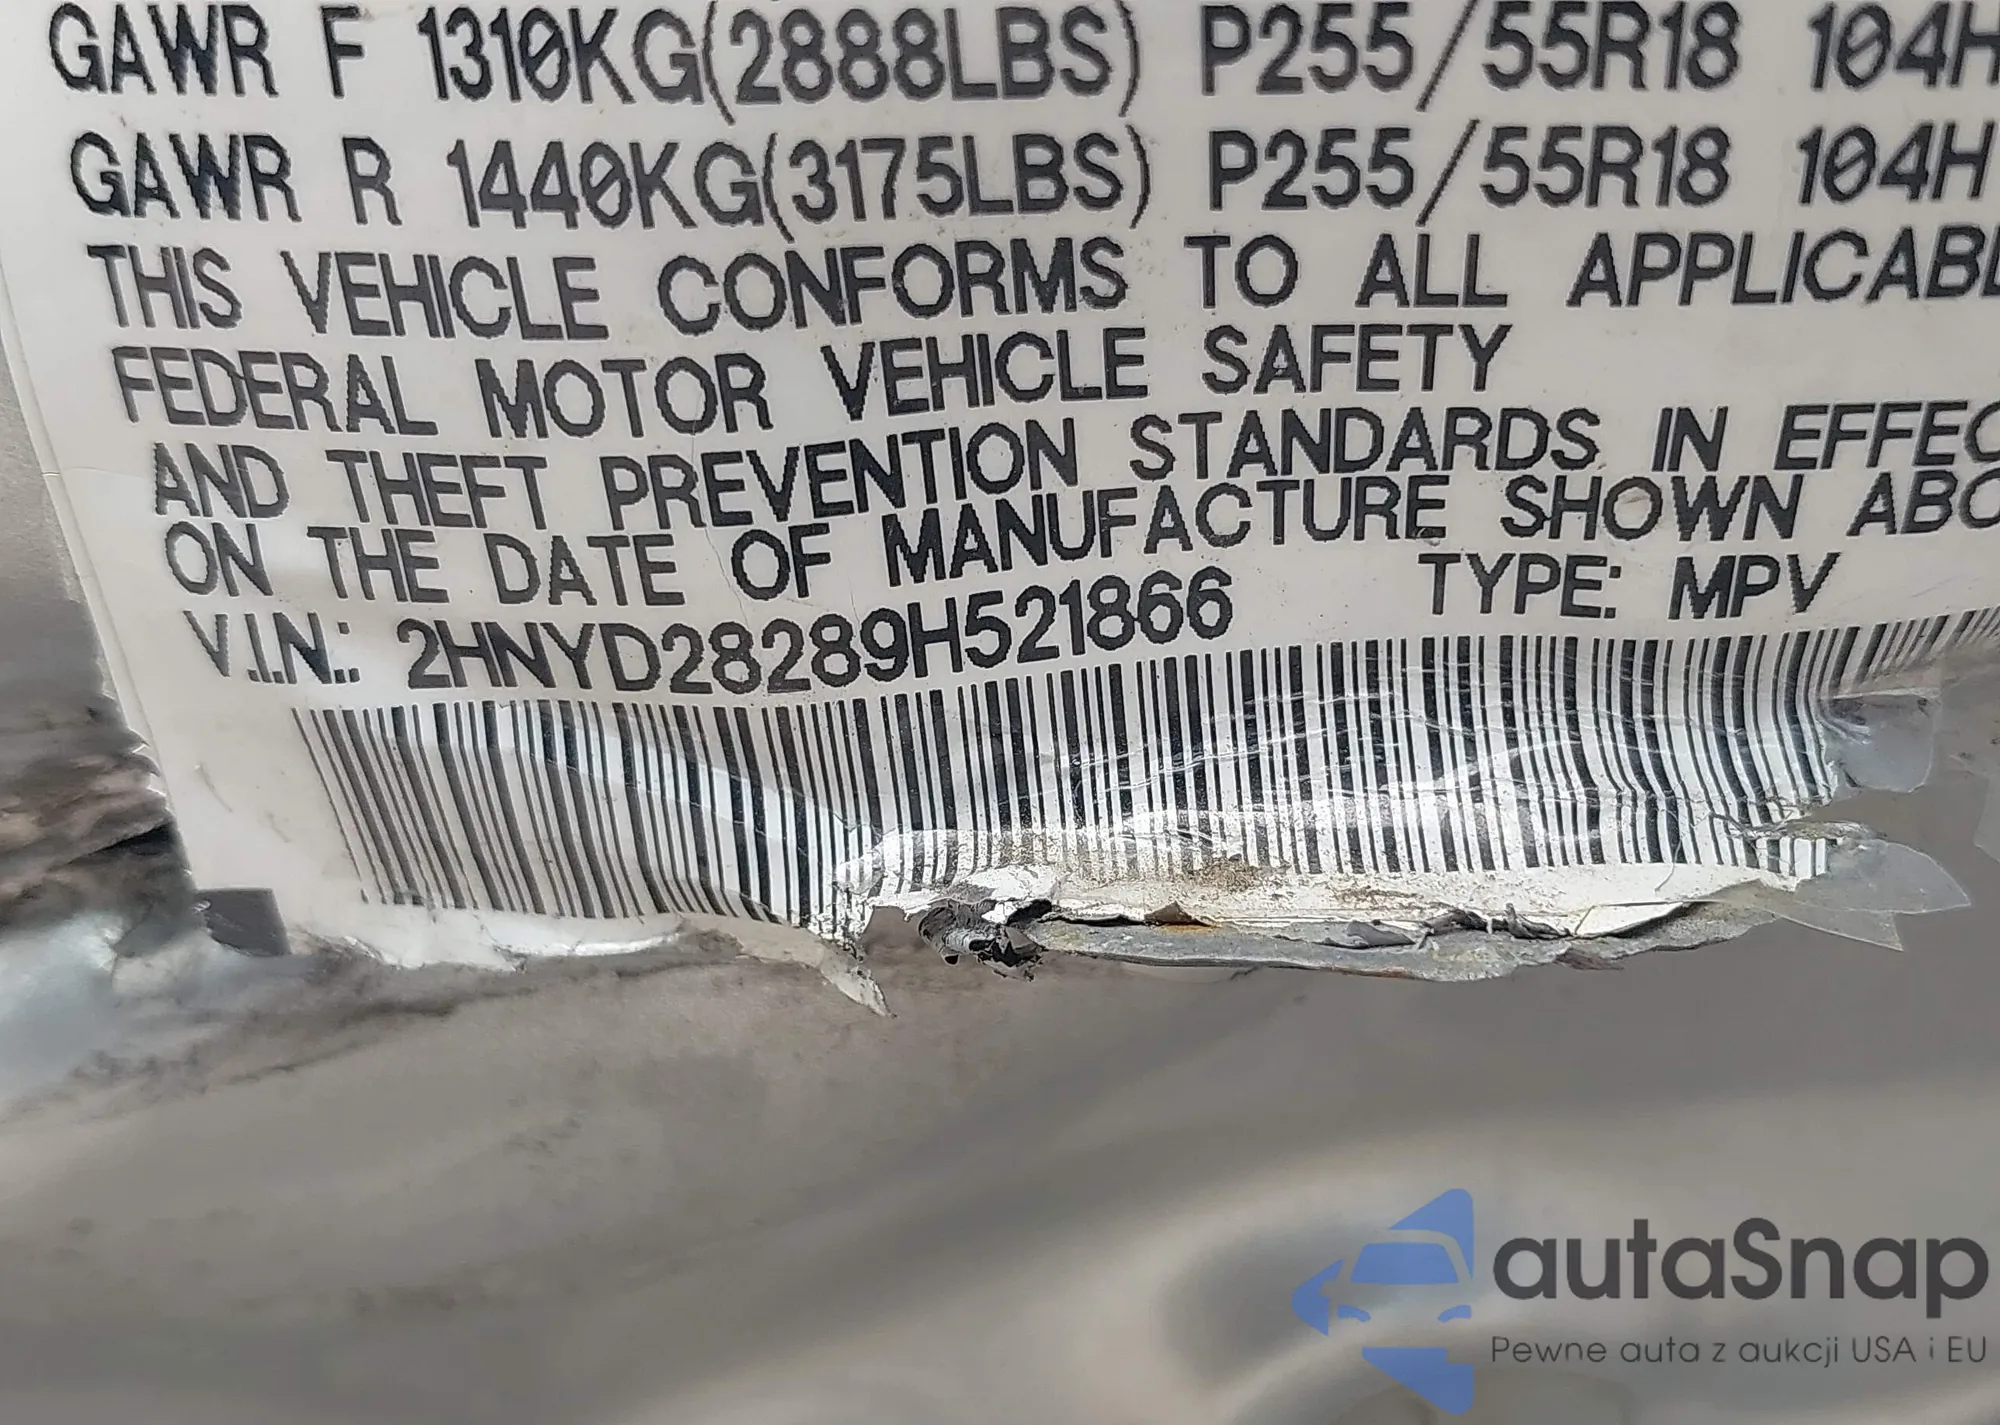 GAWR F 1310KG(2888LBS) P255/55R18 104H
GAWR R 1440KG(3175LBS) P255/55R18 104H
THIS VEHICLE CONFORMS TO ALL APPLICABL
FEDERAL MOTOR VEHICLE SAFETY
AND THEFT PREVENTION STANDARDS IN EFFEC
ON THE DATE OF MANUFACTURE SHOWN ABO
V.I.N.: 2HNYD28289H521866 TYPE: MPV
autaSnap
Pewne auta z aukcji USA i EU